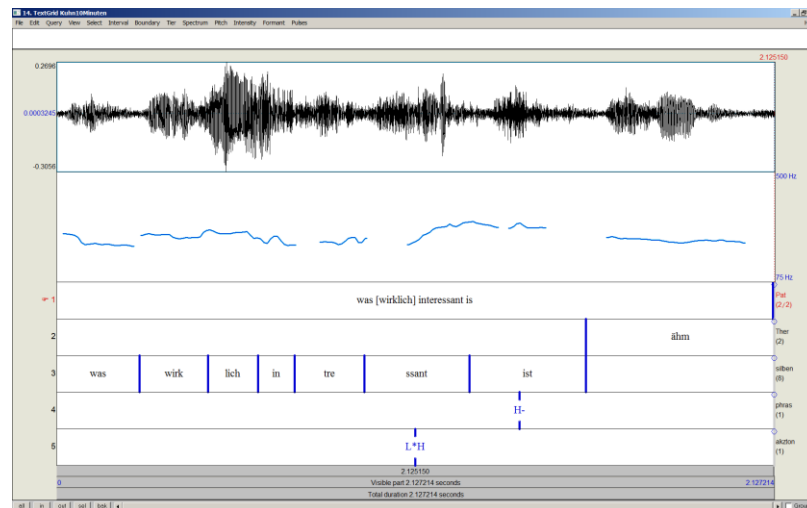 14. TextGrid Kuhn10Minuten
File Edit Query View Select Interval Boundary Tier Spectrum Pitch Intensity Formant Pulses
2.125150
0.2696
0.0003245
-0.3056
500 Hz
75 Hz
1 was [wirklich] interessant is Pat (2/2)
2 ähm Ther (2)
3 was wirk lich in tre ssant ist silben (8)
4 H- phras (1)
5 L*H akzton (1)
2.125150
0 Visible part 2.127214 seconds 2.127214
Total duration 2.127214 seconds
all in out sel bak Group